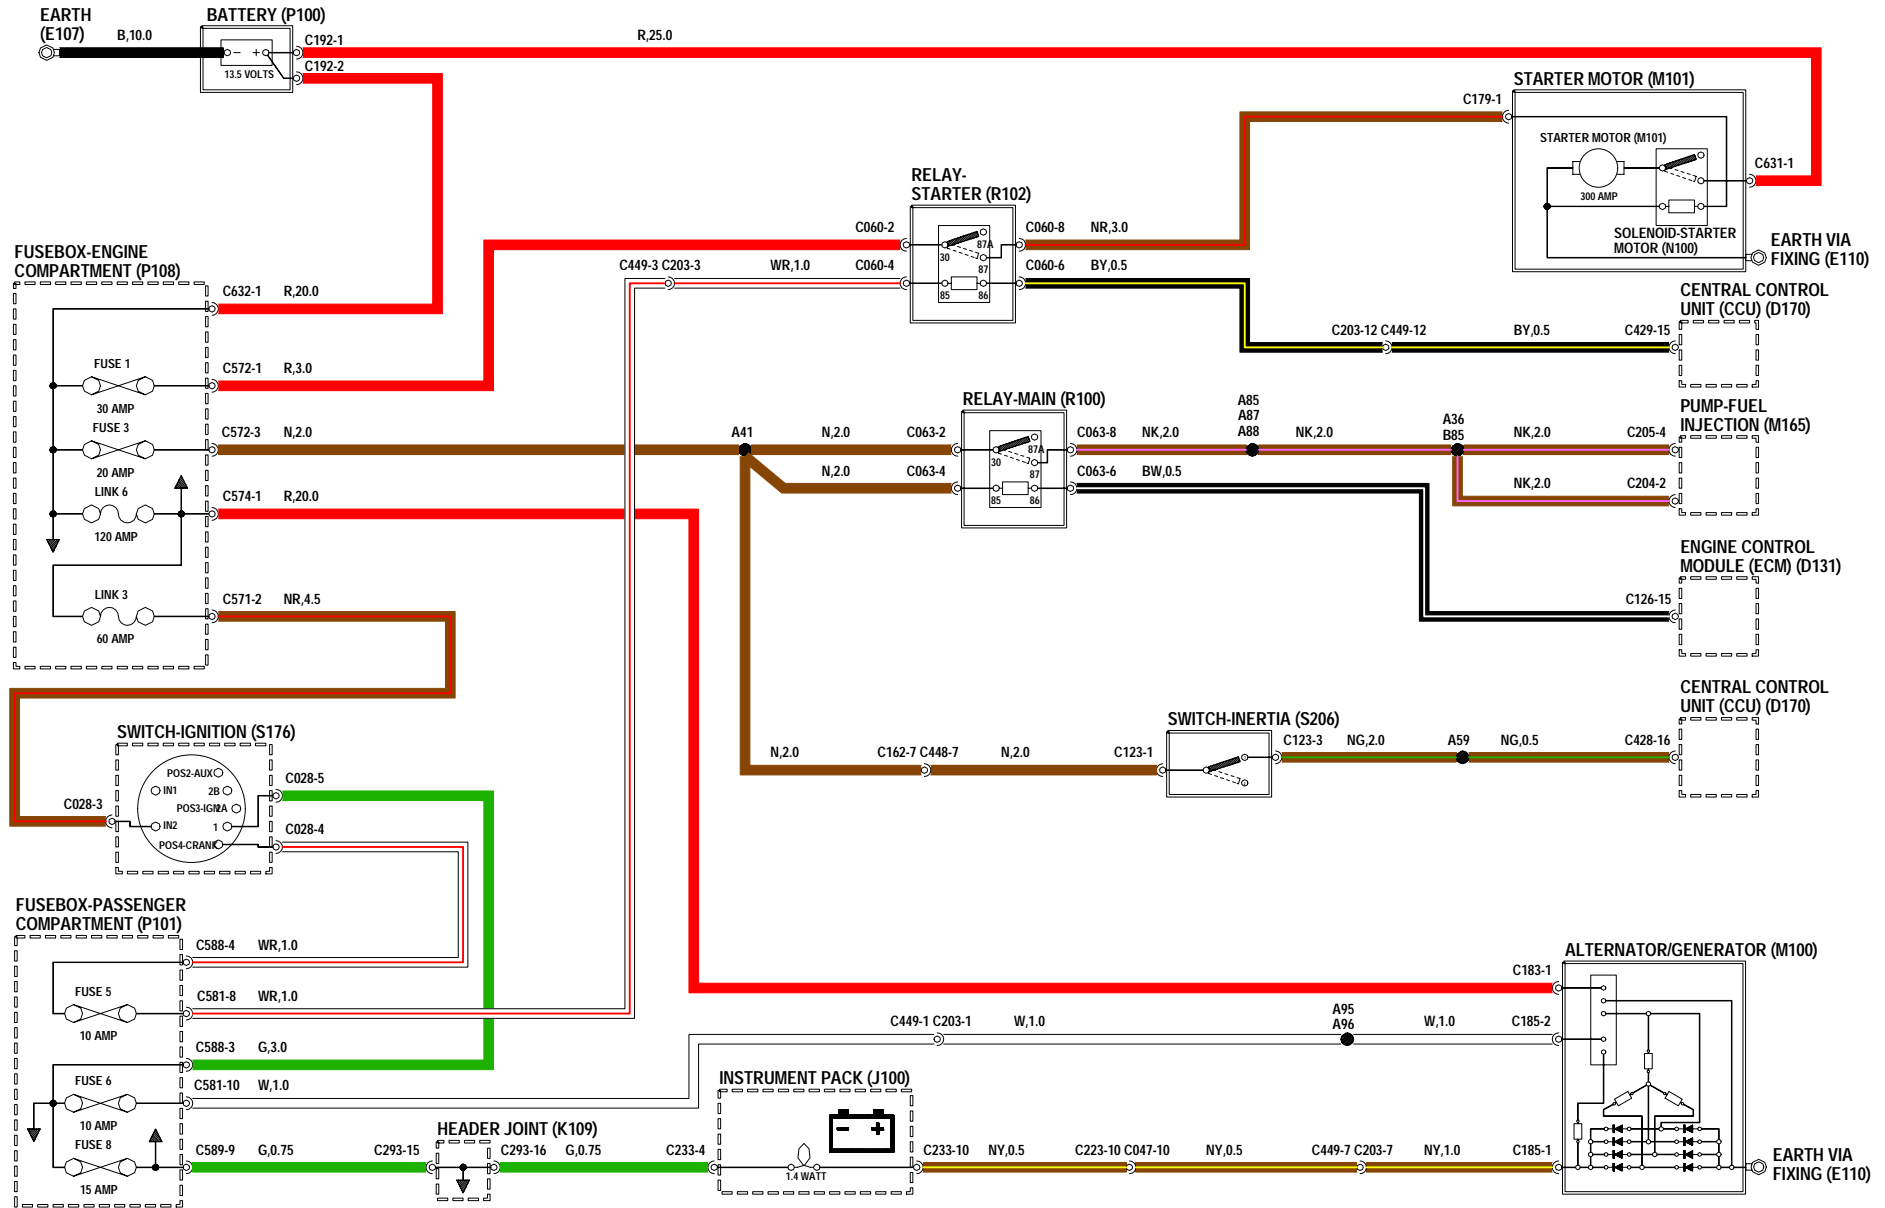 EARTH
(E107)
B,10.0
BATTERY (P100)
13.5 VOLTS
C192-1
C192-2
R,25.0
STARTER MOTOR (M101)
C179-1
STARTER MOTOR (M101)
300 AMP
C631-1
SOLENOID-STARTER
MOTOR (N100)
EARTH VIA
FIXING (E110)
RELAY-
STARTER (R102)
C060-2
C060-4
30
87A
87
85
86
C060-8
NR,3.0
C060-6
BY,0.5
C449-3 C203-3
WR,1.0
C203-12 C449-12
BY,0.5
C429-15
CENTRAL CONTROL
UNIT (CCU) (D170)
FUSEBOX-ENGINE
COMPARTMENT (P108)
C632-1
R,20.0
FUSE 1
30 AMP
C572-1
R,3.0
FUSE 3
20 AMP
C572-3
N,2.0
LINK 6
120 AMP
C574-1
R,20.0
LINK 3
60 AMP
C571-2
NR,4.5
A41
N,2.0
C063-2
N,2.0
C063-4
RELAY-MAIN (R100)
30
87A
87
85
86
C063-8
NK,2.0
C063-6
BW,0.5
A85
A87
A88
NK,2.0
A36
B85
NK,2.0
C205-4
NK,2.0
C204-2
PUMP-FUEL
INJECTION (M165)
ENGINE CONTROL
MODULE (ECM) (D131)
C126-15
CENTRAL CONTROL
UNIT (CCU) (D170)
N,2.0
C162-7 C448-7
N,2.0
C123-1
SWITCH-INERTIA (S206)
C123-3
NG,2.0
A59
NG,0.5
C428-16
SWITCH-IGNITION (S176)
C028-3
POS2-AUX
IN1
2B
POS3-IGN
2A
IN2
1
POS4-CRANK
C028-5
C028-4
FUSEBOX-PASSENGER
COMPARTMENT (P101)
C588-4
WR,1.0
FUSE 5
10 AMP
C581-8
WR,1.0
C588-3
G,3.0
FUSE 6
10 AMP
C581-10
W,1.0
FUSE 8
15 AMP
C589-9
G,0.75
C293-15
HEADER JOINT (K109)
C293-16
G,0.75
C233-4
INSTRUMENT PACK (J100)
1.4 WATT
C233-10
NY,0.5
C223-10 C047-10
NY,0.5
C449-7 C203-7
NY,1.0
C185-1
C449-1 C203-1
W,1.0
A95
A96
W,1.0
C185-2
C183-1
ALTERNATOR/GENERATOR (M100)
EARTH VIA
FIXING (E110)